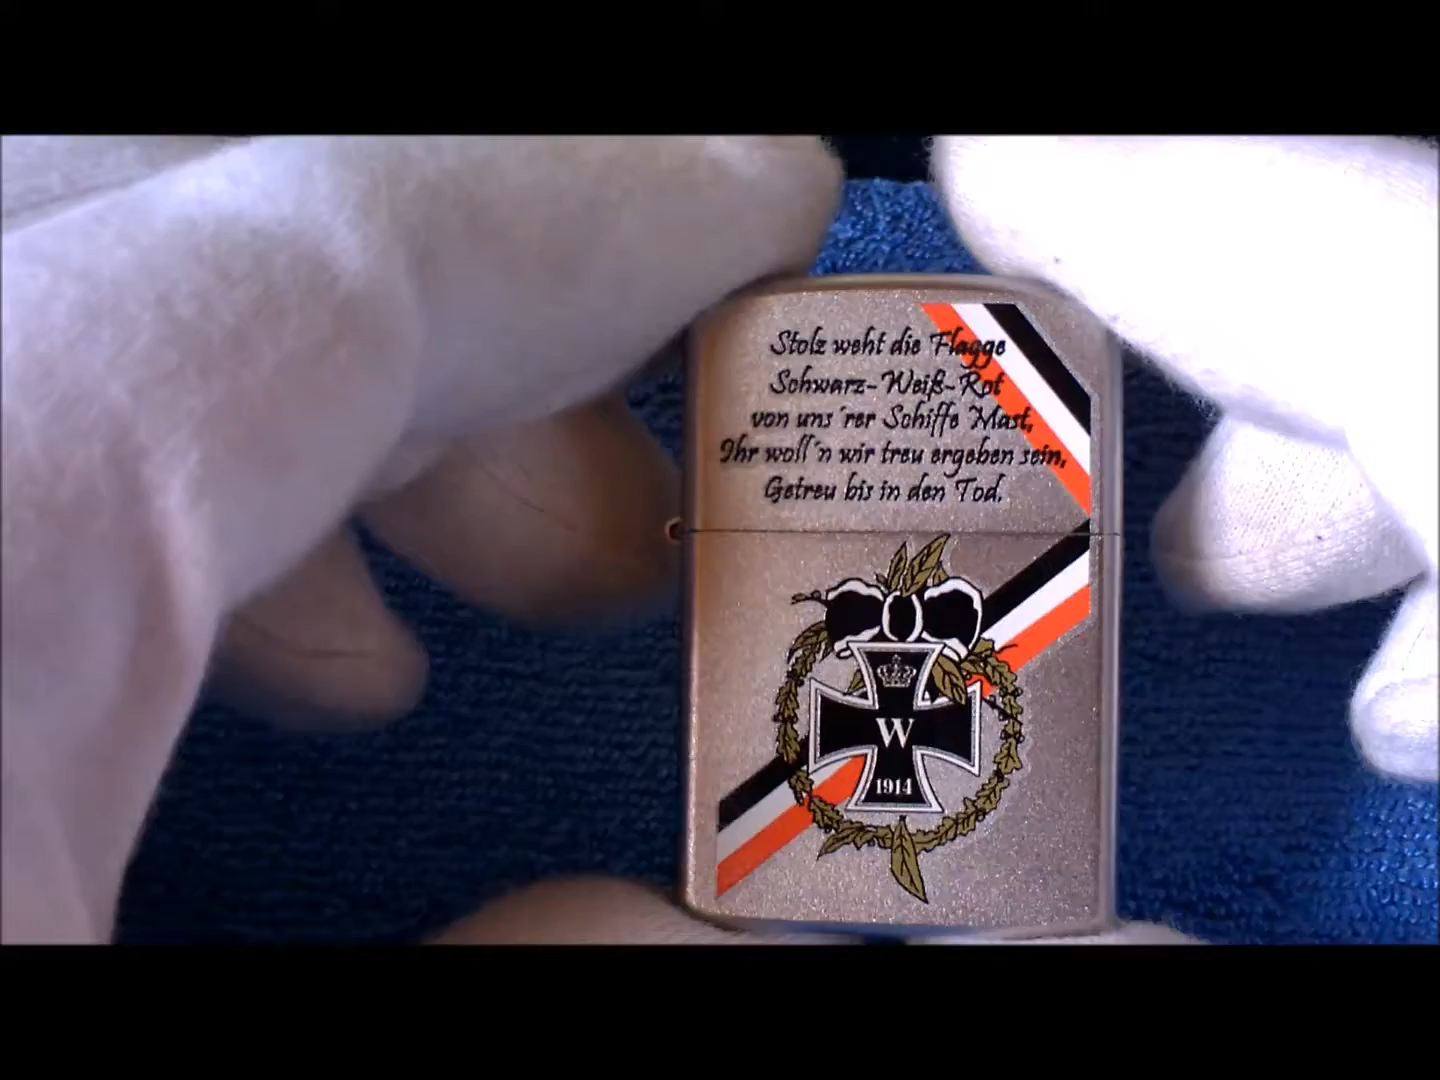 Stolz weht die Flagge
Schwarz-Weiß-Rot
von uns´rer Schiffe Mast,
Ihr woll´n wir treu ergeben sein,
Getreu bis in den Tod.
W
1914